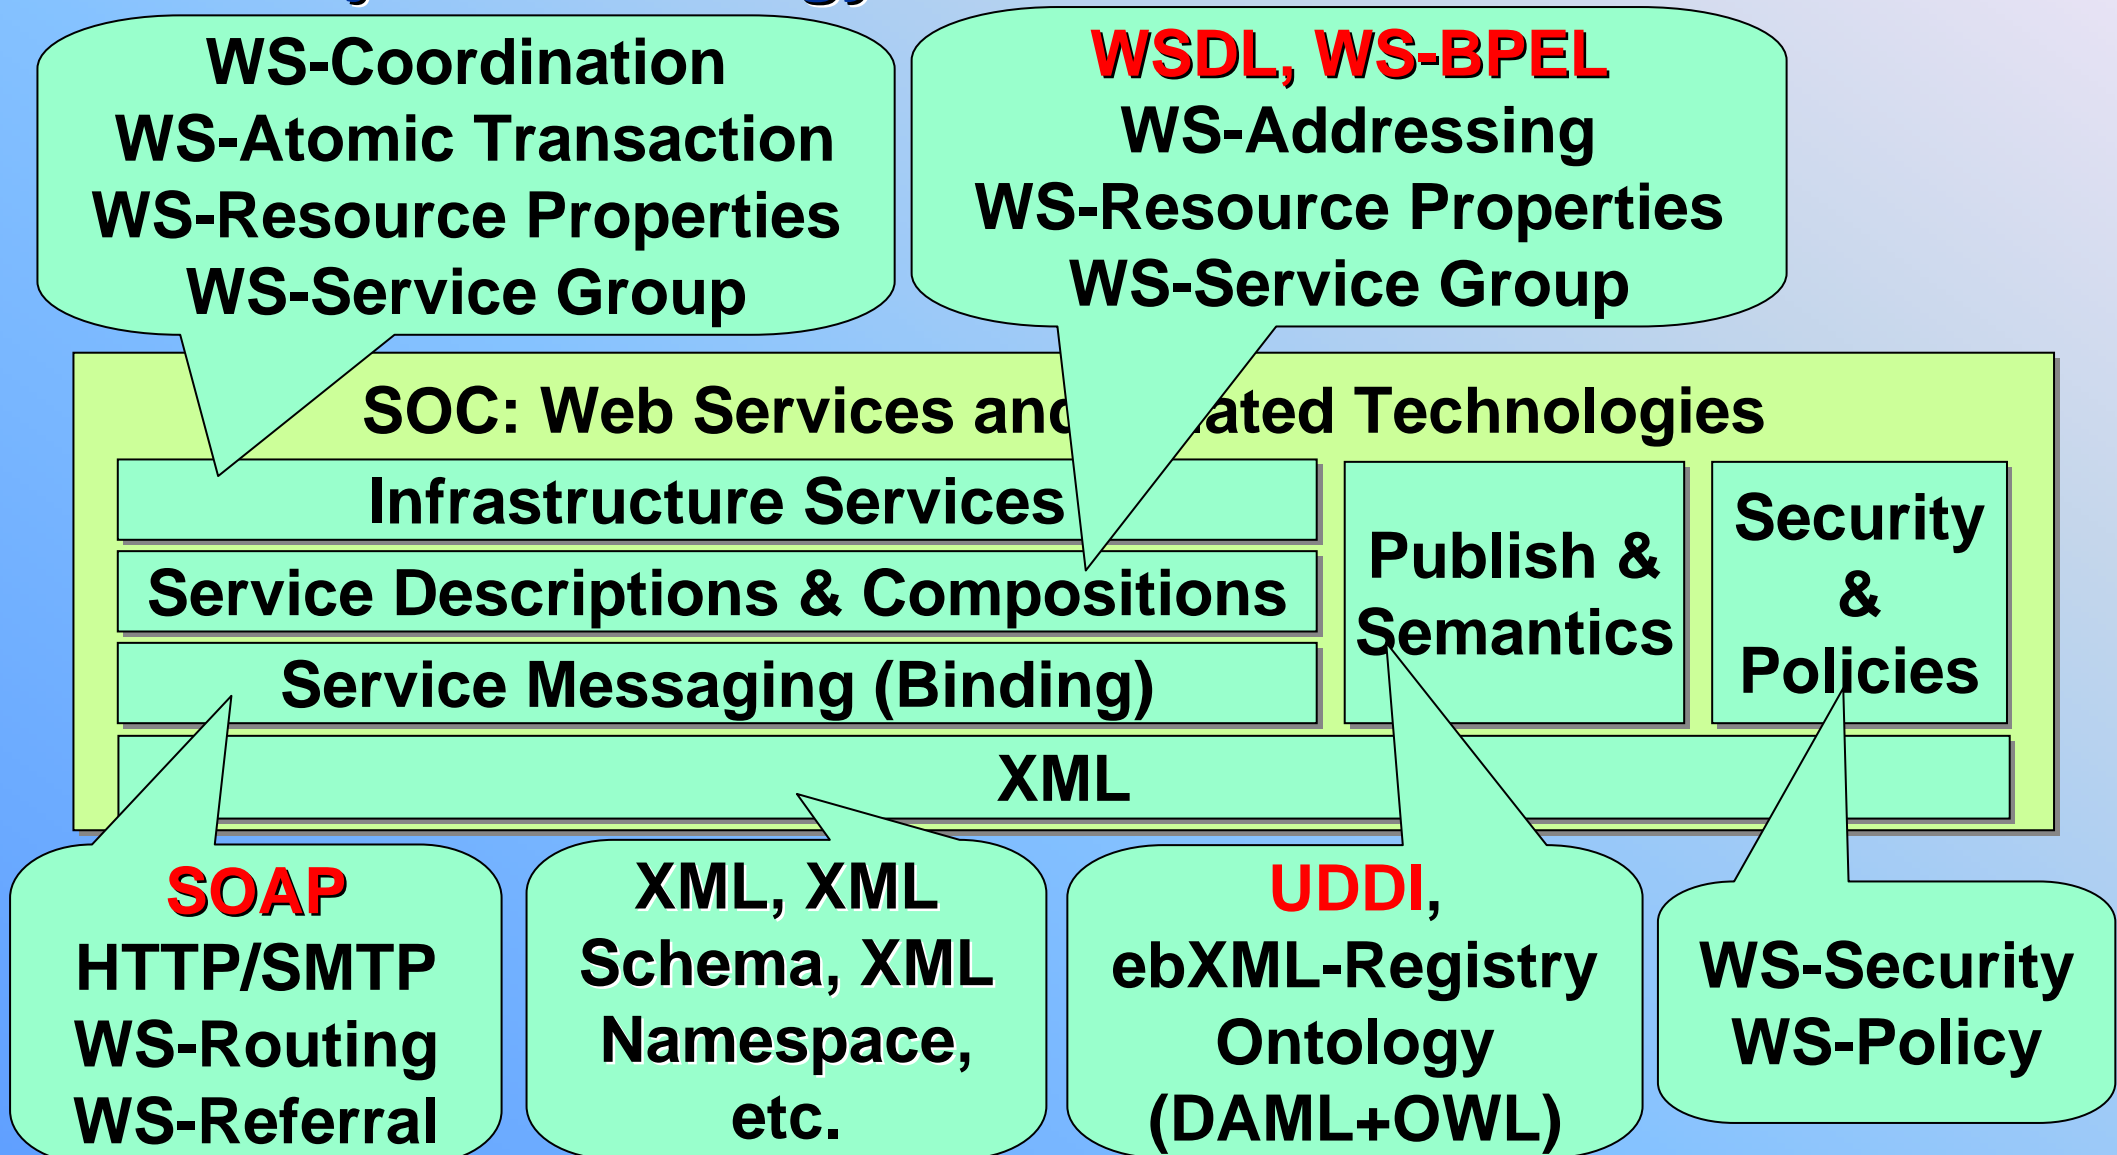 WS-Coordination
WS-Atomic Transaction
WS-Resource Properties
WS-Service Group
WSDL, WS-BPEL
WS-Addressing
WS-Resource Properties
WS-Service Group
SOC: Web Services and ated Technologies
Infrastructure Services
Service Descriptions & Compositions
Service Messaging (Binding)
Publish &
Semantics
Security
&
Policies
XML
SOAP
HTTP/SMTP
WS-Routing
WS-Referral
XML, XML
Schema, XML
Namespace,
etc.
UDDI,
ebXML-Registry
Ontology
(DAML+OWL)
WS-Security
WS-Policy